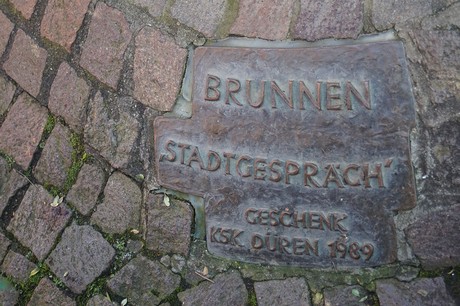 BRUNNEN
‚STADTGESPRÄCH‘
GESCHENK
KSK DÜREN 1989